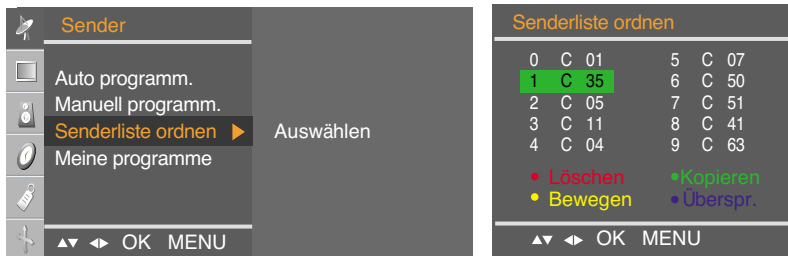 Sender
Auto programm.
Manuell programm.
Senderliste ordnen
Auswählen
Meine programme
OK MENU
Senderliste ordnen
0 C 01 5 C 07
1 C 35 6 C 50
2 C 05 7 C 51
3 C 11 8 C 41
4 C 04 9 C 63
Löschen Kopieren
Bewegen Überspr.
OK MENU